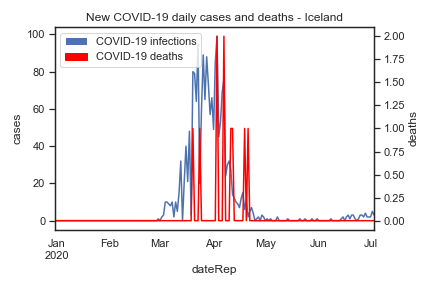 New COVID-19 daily cases and deaths - Iceland
COVID-19 infections
COVID-19 deaths
100
80
60
40
20
0
cases
2.00
1.75
1.50
1.25
1.00
0.75
0.50
0.25
0.00
deaths
Jan Feb Mar Apr May Jun Jul
2020
dateRep